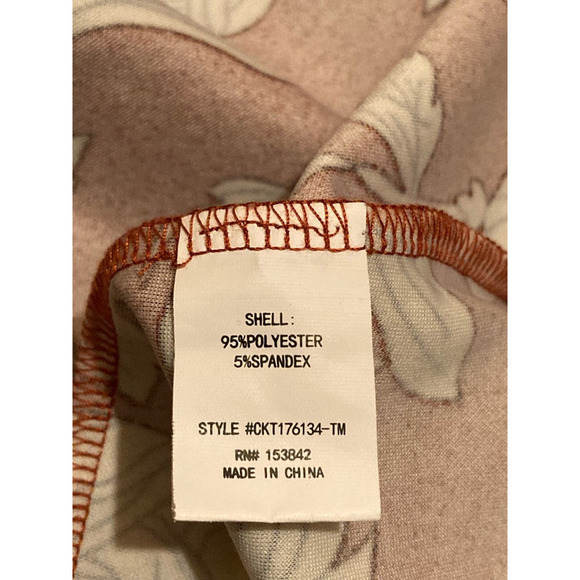 SHELL:
95%POLYESTER
5%SPANDEX
STYLE #CKT176134-TM
RN# 153842
MADE IN CHINA